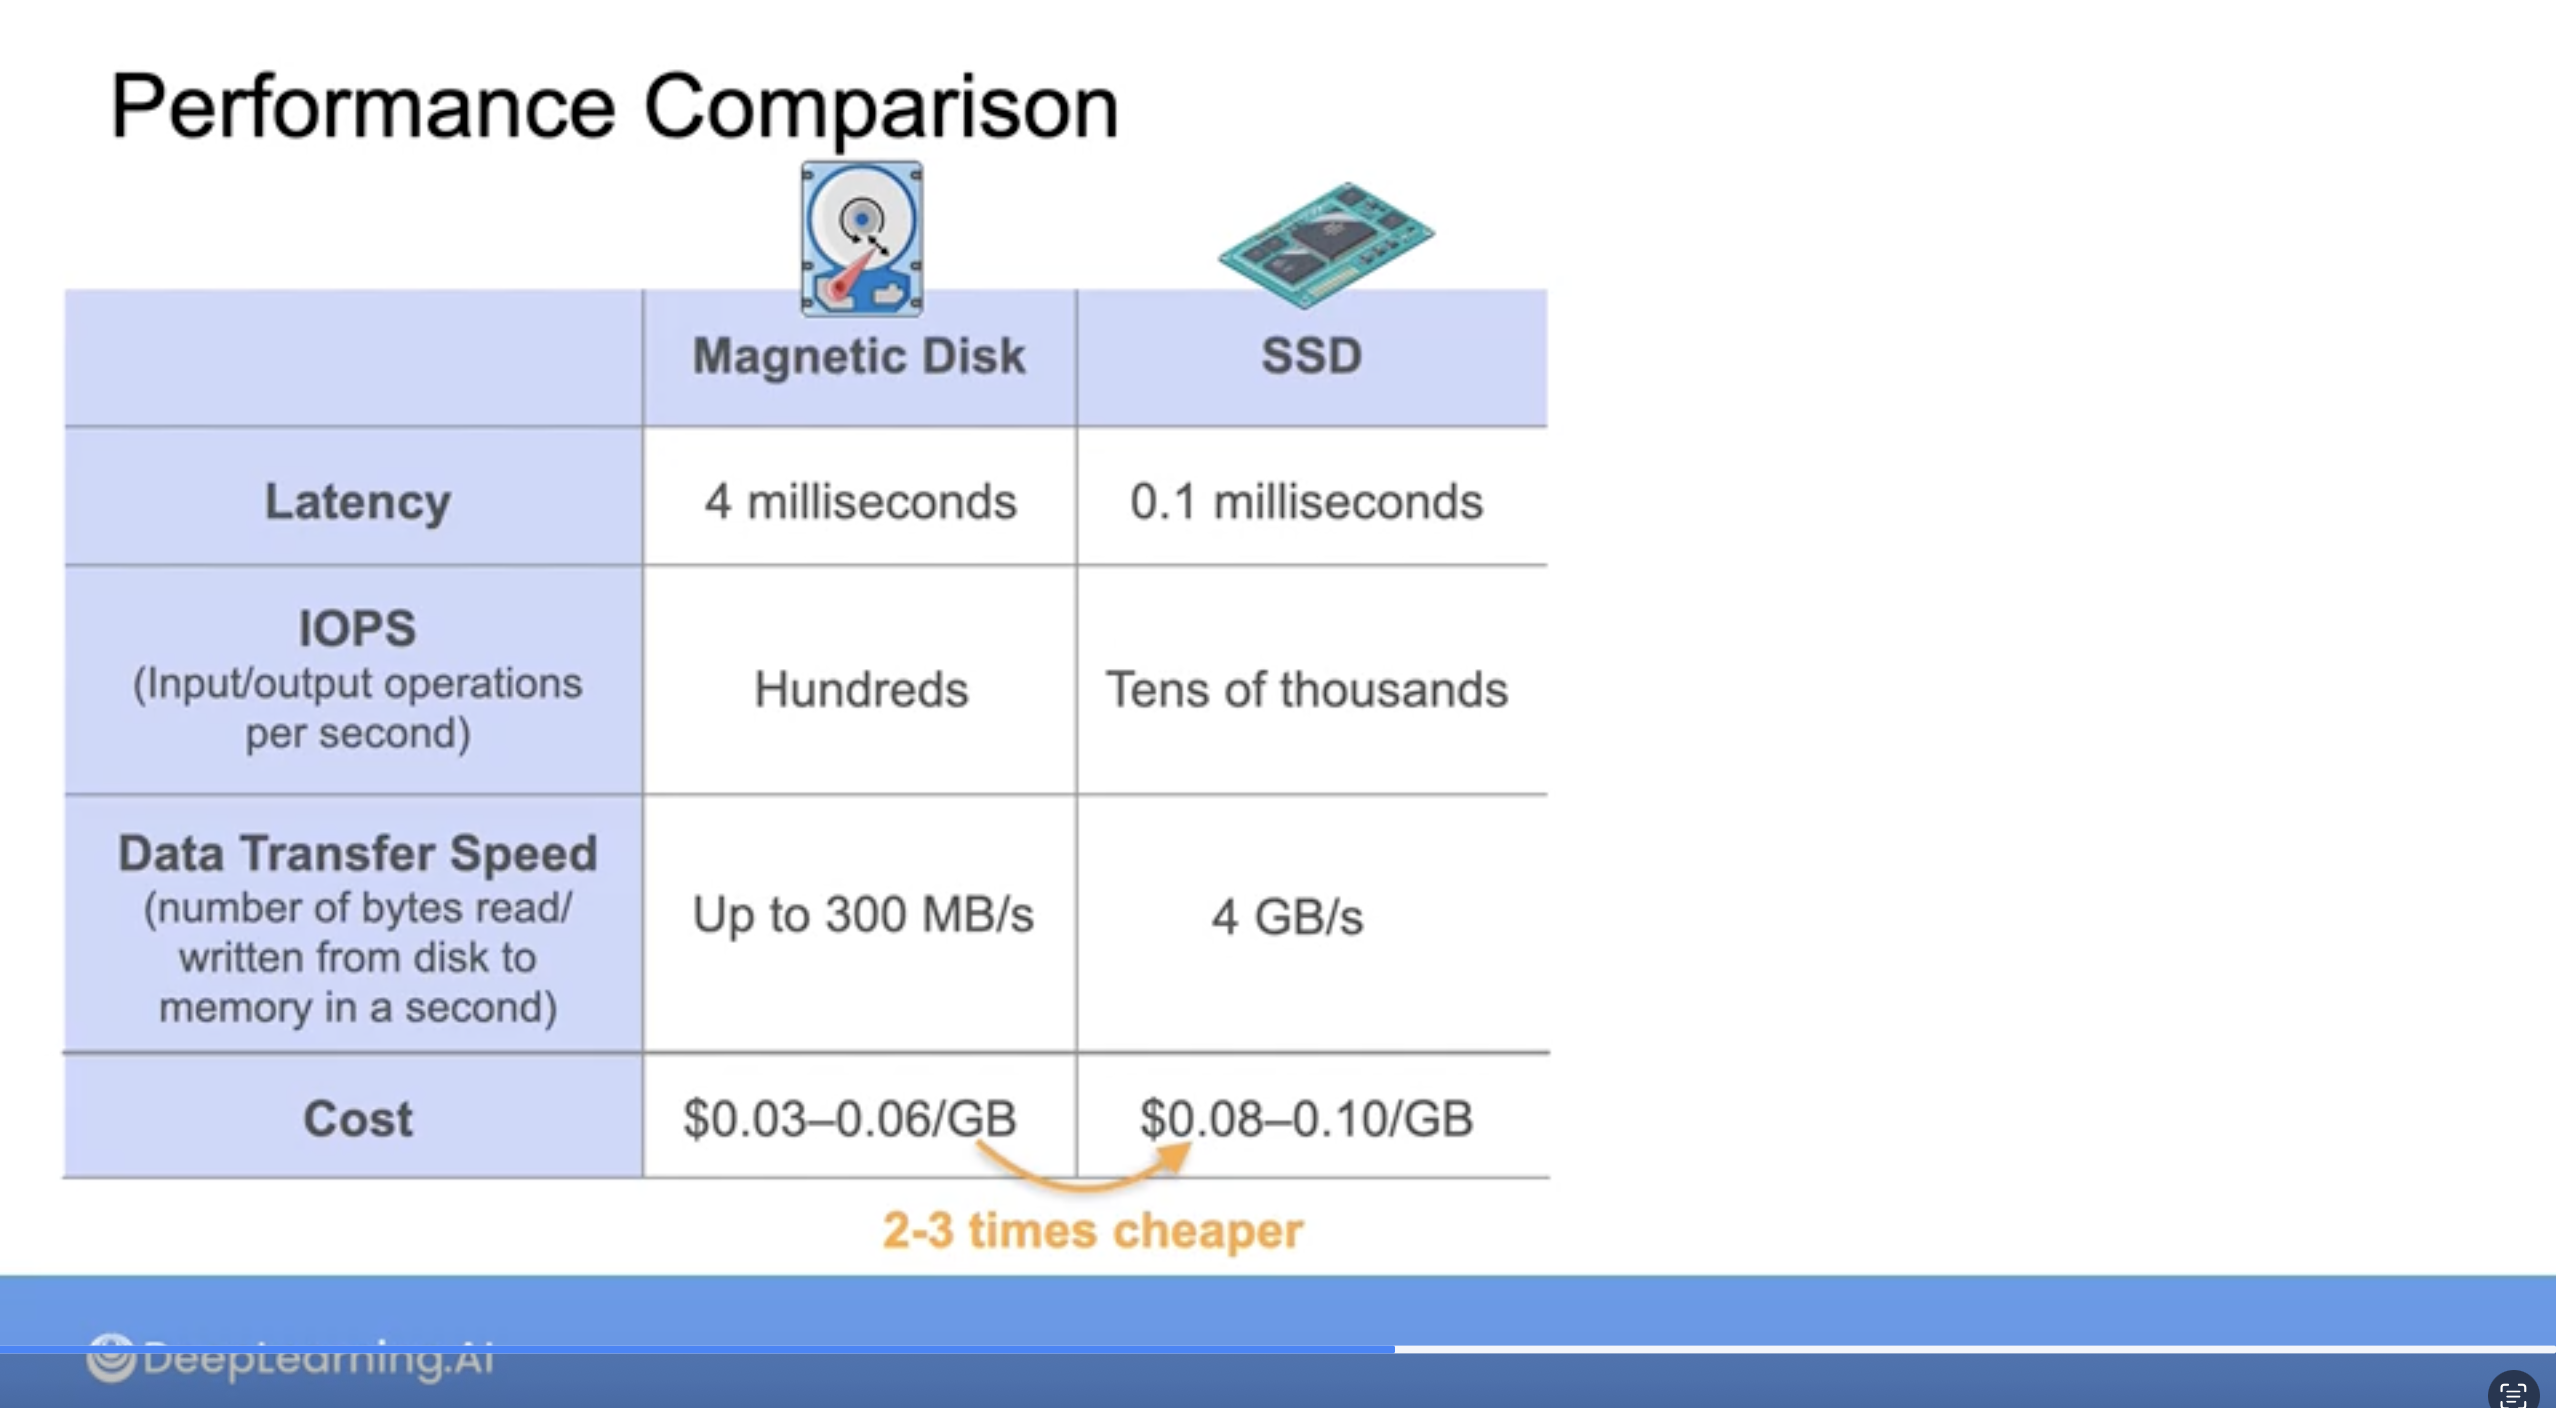 Performance Comparison
Magnetic Disk
SSD
Latency
4 milliseconds
0.1 milliseconds
IOPS
(Input/output operations
per second)
Hundreds
Tens of thousands
Data Transfer Speed
(number of bytes read/
written from disk to
memory in a second)
Up to 300 MB/s
4 GB/s
Cost
$0.03–0.06/GB
$0.08–0.10/GB
2-3 times cheaper
DeepLearning.AI